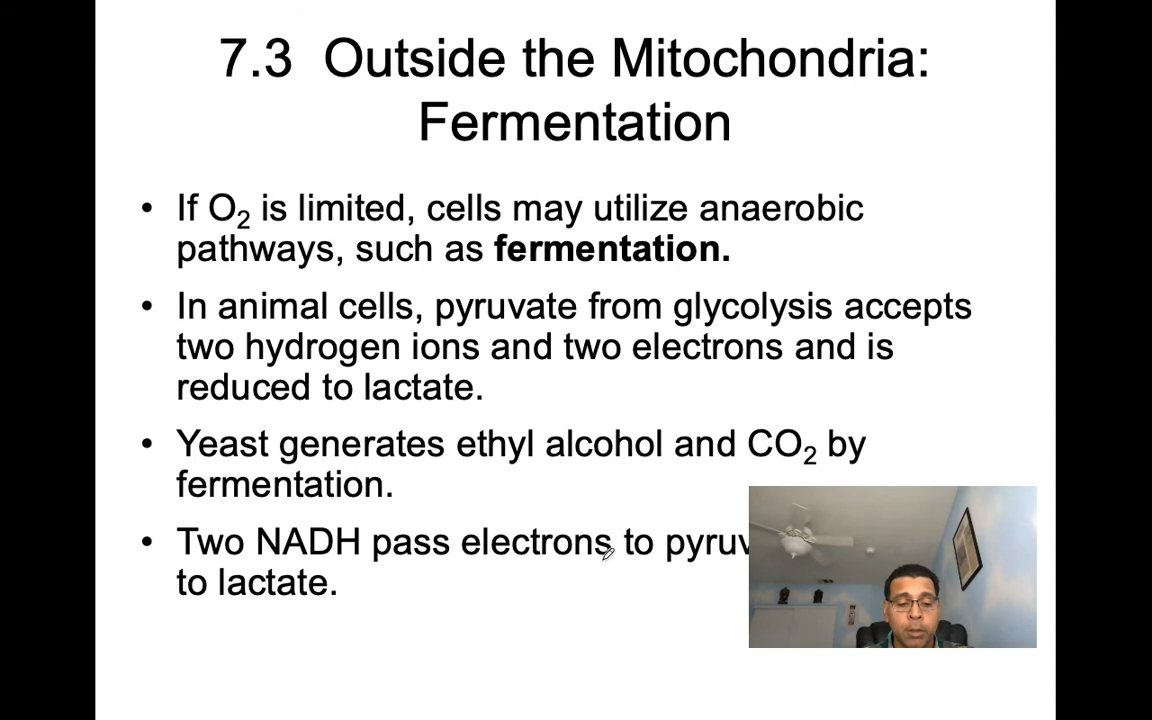 7.3 Outside the Mitochondria:
Fermentation
• If O₂ is limited, cells may utilize anaerobic
pathways, such as fermentation.
• In animal cells, pyruvate from glycolysis accepts
two hydrogen ions and two electrons and is
reduced to lactate.
• Yeast generates ethyl alcohol and CO₂ by
fermentation.
• Two NADH pass electrons to
to lactate.